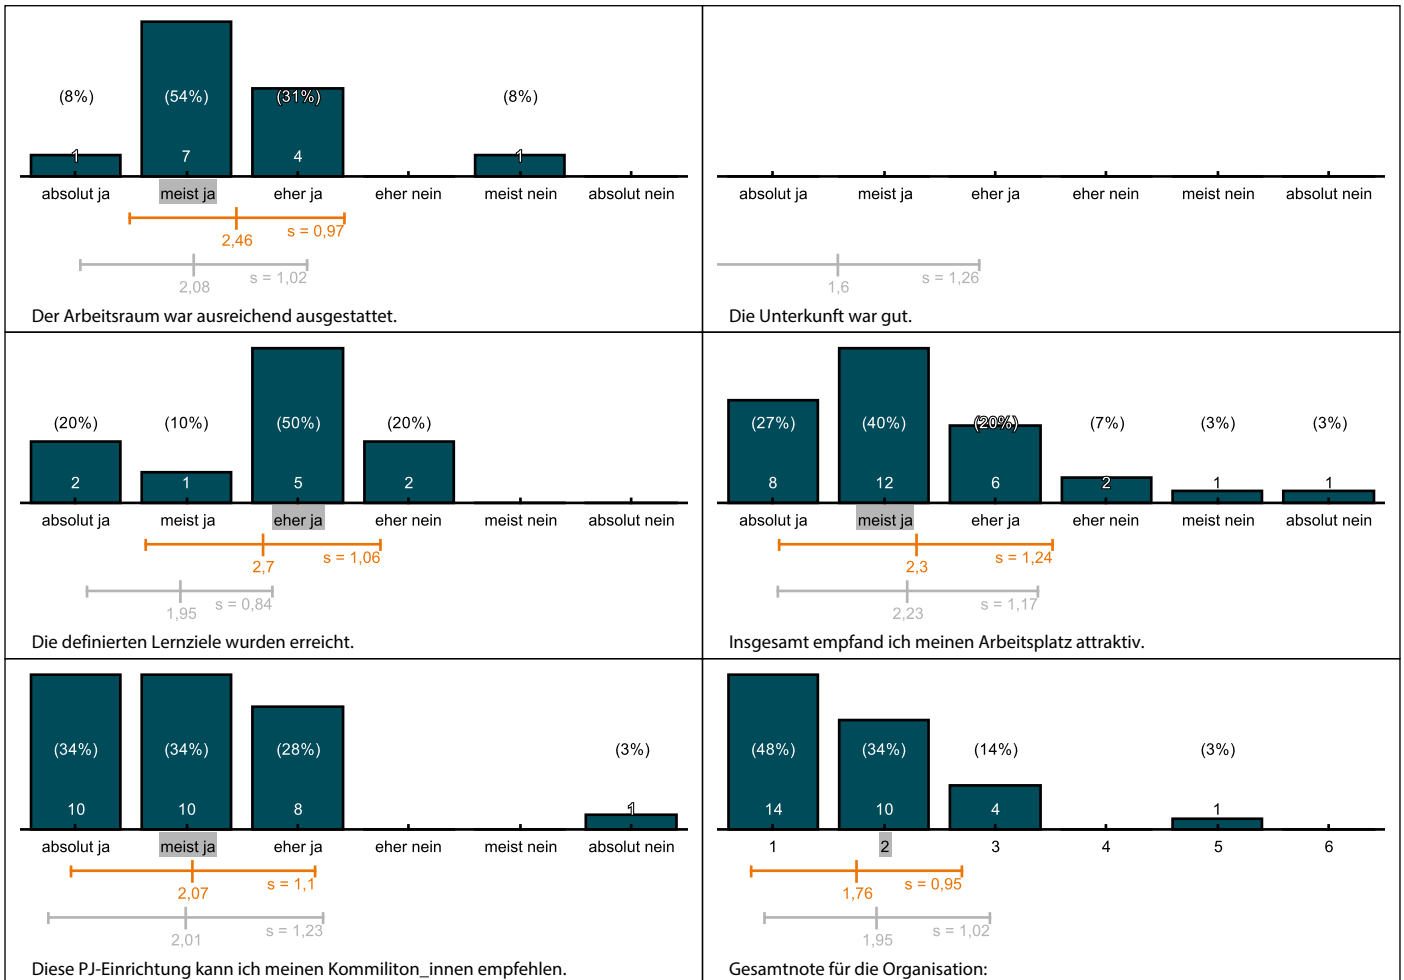 (8%) (54%) (31%) (8%)
1 7 4 1
absolut ja meist ja eher ja eher nein meist nein absolut nein
s = 0,97
2,46
s = 1,02
2,08
Der Arbeitsraum war ausreichend ausgestattet.
absolut ja meist ja eher ja eher nein meist nein absolut nein
s = 1,26
1,6
Die Unterkunft war gut.
(20%) (10%) (50%) (20%)
2 1 5 2
absolut ja meist ja eher ja eher nein meist nein absolut nein
s = 1,06
2,7
s = 0,84
1,95
Die definierten Lernziele wurden erreicht.
(27%) (40%) (20%) (7%) (3%) (3%)
8 12 6 2 1 1
absolut ja meist ja eher ja eher nein meist nein absolut nein
s = 1,24
2,3
s = 1,17
2,23
Insgesamt empfand ich meinen Arbeitsplatz attraktiv.
(34%) (34%) (28%) (3%)
10 10 8 1
absolut ja meist ja eher ja eher nein meist nein absolut nein
s = 1,1
2,07
s = 1,23
2,01
Diese PJ-Einrichtung kann ich meinen Kommiliton_innen empfehlen.
(48%) (34%) (14%) (3%)
14 10 4 1
1 2 3 4 5 6
s = 0,95
1,76
s = 1,02
1,95
Gesamtnote für die Organisation: